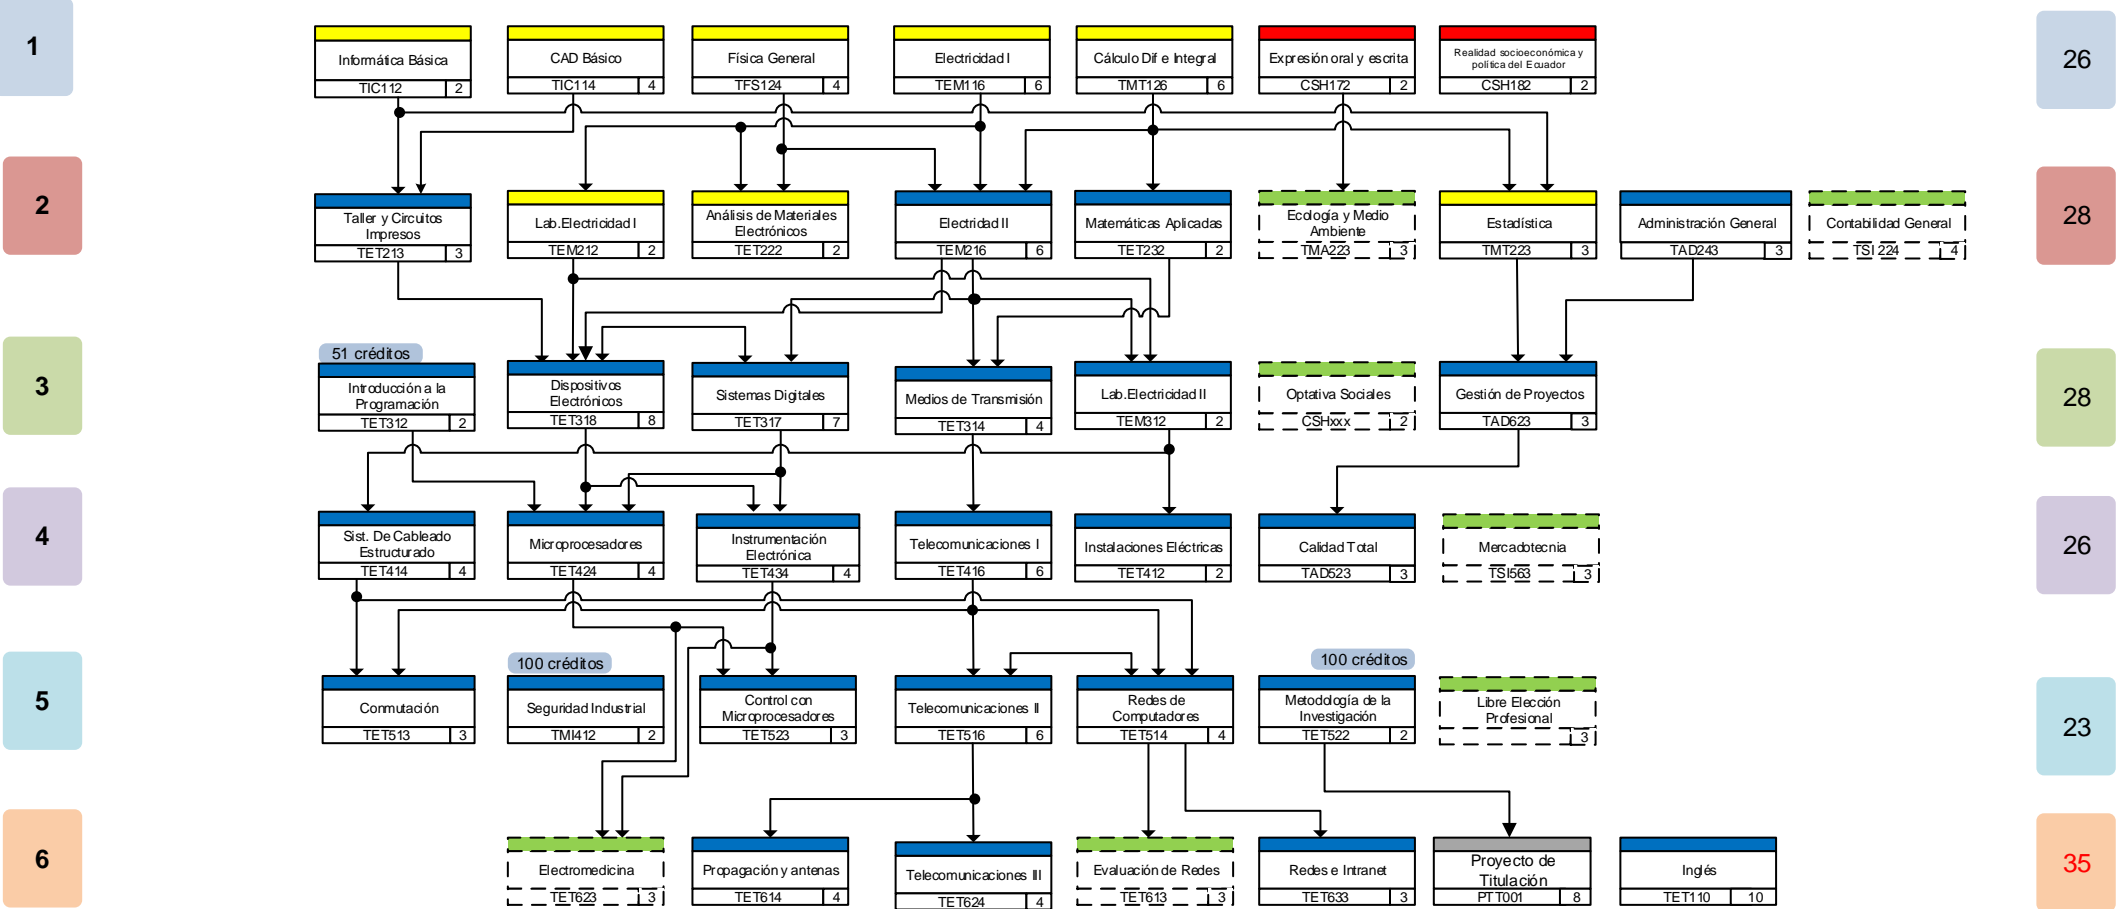 1
Informática Básica
TIC112 2
CAD Básico
TIC114 4
Física General
TFS124 4
Electricidad I
TEM116 6
Cálculo Dif e Integral
TMT126 6
Expresión oral y escrita
CSH172 2
Realidad socioeconómica y
política del Ecuador
CSH182 2
26
2
Taller y Circuitos
Impresos
TET213 3
Lab.Electricidad I
TEM212 2
Análisis de Materiales
Electrónicos
TET222 2
Electridad II
TEM216 6
Matemáticas Aplicadas
TET232 2
Ecología y Medio
Ambiente
TMA223 3
Estadística
TMT223 3
Administración General
TAD243 3
Contabilidad General
TSI224 4
28
3
51 créditos
Introducción a la
Programación
TET312 2
Dispositivos
Electrónicos
TET318 8
Sistemas Digitales
TET317 7
Medios de Transmisión
TET314 4
Lab.Electricidad II
TEM312 2
Optativa Sociales
CSHxxx 2
Gestión de Proyectos
TAD623 3
28
4
Sist. De Cableado
Estructurado
TET414 4
Microprocesadores
TET424 4
Instrumentación
Electrónica
TET434 4
Telecomunicaciones I
TET416 6
Instalaciones Eléctricas
TET412 2
Calidad Total
TAD523 3
Mercadotecnia
TSI563 3
26
5
Conmutación
TET513 3
100 créditos
Seguridad Industrial
TMI412 2
Control con
Microprocesadores
TET523 3
Telecomunicaciones II
TET516 6
Redes de
Computadores
TET514 4
100 créditos
Metodología de la
Investigación
TET522 2
Libre Elección
Profesional
3
23
6
Electromedicina
TET623 3
Propagación y antenas
TET614 4
Telecomunicaciones III
TET624 4
Evaluación de Redes
TET613 3
Redes e Intranet
TET633 3
Proyecto de
Titulación
PTT001 8
Inglés
TET110 10
35